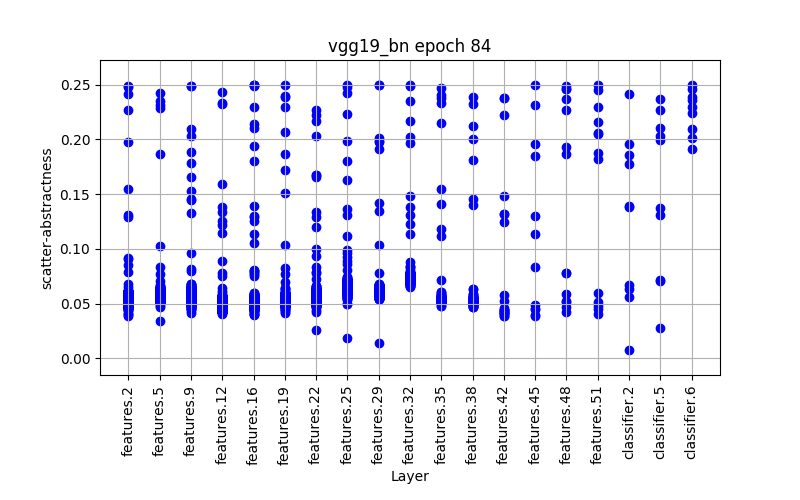 vgg19_bn epoch 84
scatter-abstractness
0.25
0.20
0.15
0.10
0.05
0.00
features.2
features.5
features.9
features.12
features.16
features.19
features.22
features.25
features.29
features.32
features.35
features.38
features.42
features.45
features.48
features.51
classifier.2
classifier.5
classifier.6
Layer